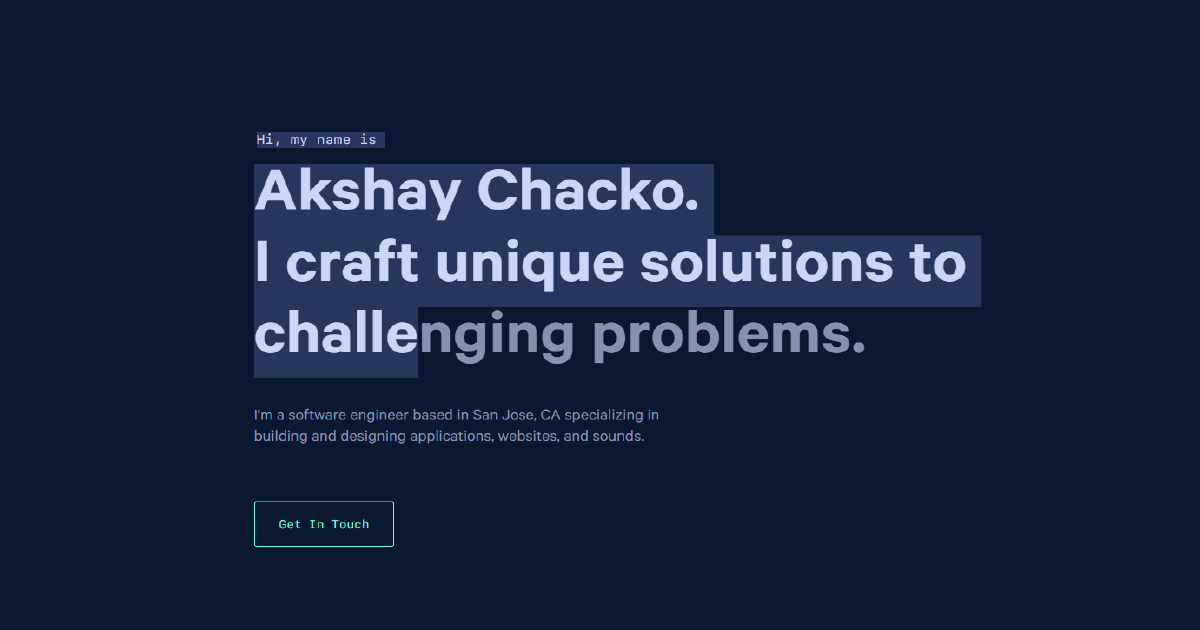 Hi, my name is
Akshay Chacko.
I craft unique solutions to
challenging problems.
I'm a software engineer based in San Jose, CA specializing in
building and designing applications, websites, and sounds.
Get In Touch